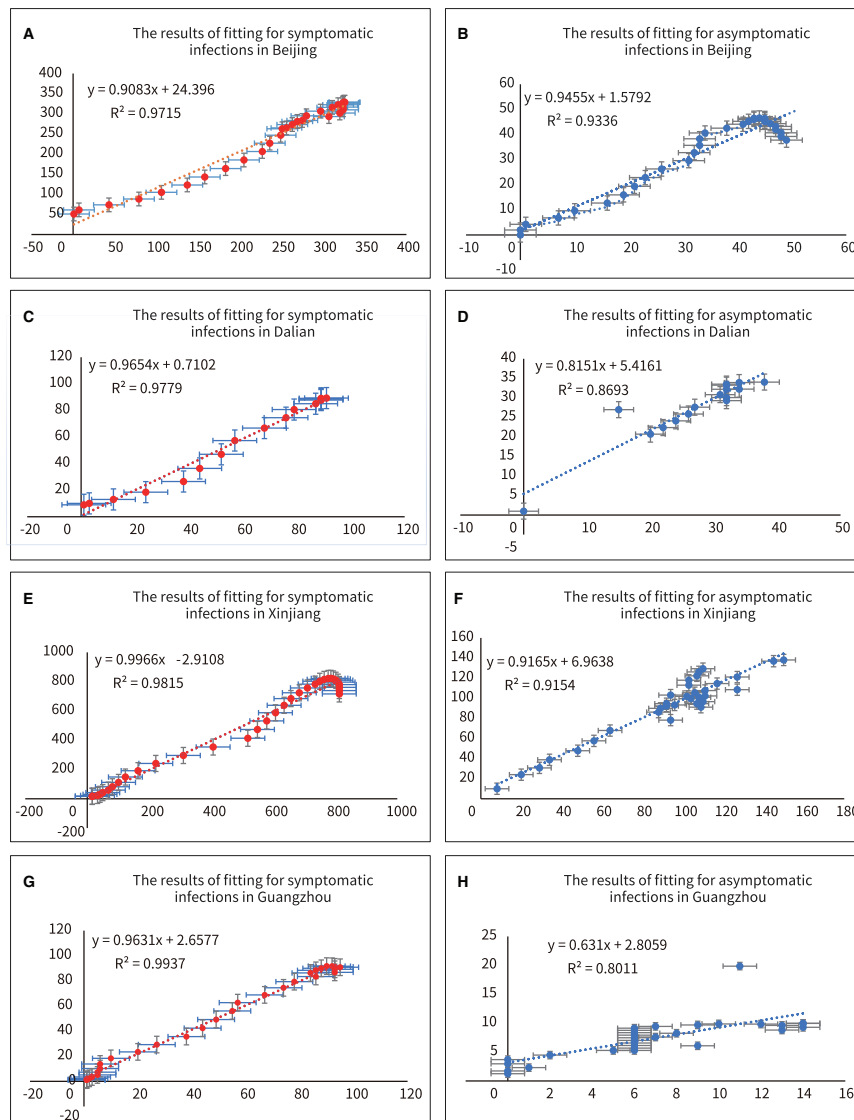 A
The results of fitting for symptomatic
infections in Beijing
400
350
300
250
200
150
100
50
y = 0.9083x + 24.396
R² = 0.9715
-50 0 50 100 150 200 250 300 350 400
B
The results of fitting for asymptomatic
infections in Beijing
60
50
40
30
20
10
-10
y = 0.9455x + 1.5792
R² = 0.9336
-10 0 10 20 30 40 50 60
C
The results of fitting for symptomatic
infections in Dalian
120
100
80
60
40
20
y = 0.9654x + 0.7102
R² = 0.9779
-20 0 20 40 60 80 100 120
D
The results of fitting for asymptomatic
infections in Dalian
40
35
30
25
20
15
10
5
-5
y = 0.8151x + 5.4161
R² = 0.8693
-10 0 10 20 30 40 50
E
The results of fitting for symptomatic
infections in Xinjiang
1000
800
600
400
200
-200
y = 0.9966x -2.9108
R² = 0.9815
-200 0 200 400 600 800 1000
F
The results of fitting for asymptomatic
infections in Xinjiang
160
140
120
100
80
60
40
20
y = 0.9165x + 6.9638
R² = 0.9154
0 20 40 60 80 100 120 140 160 180
G
The results of fitting for symptomatic
infections in Guangzhou
120
100
80
60
40
20
0
-20
y = 0.9631x + 2.6577
R² = 0.9937
-20 0 20 40 60 80 100 120
H
The results of fitting for asymptomatic
infections in Guangzhou
25
20
15
10
5
y = 0.631x + 2.8059
R² = 0.8011
0 2 4 6 8 10 12 14 16